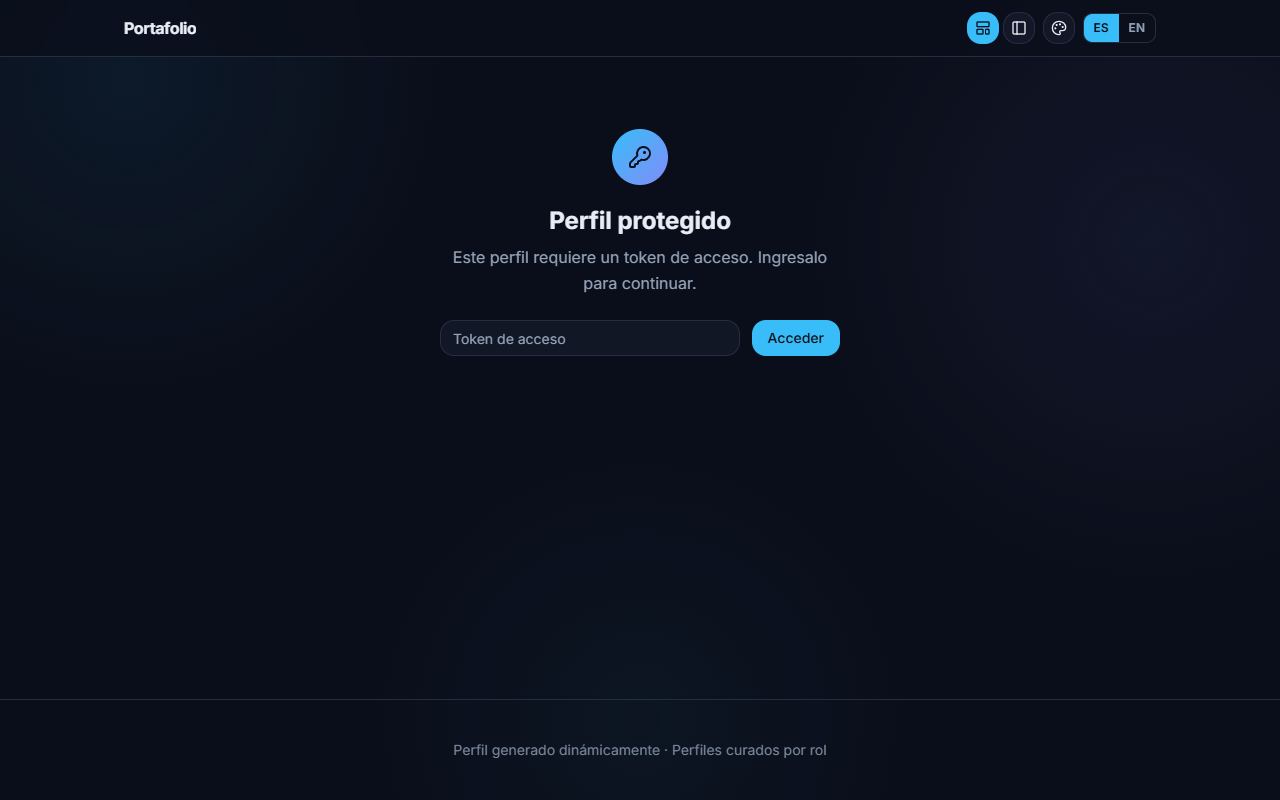 Portafolio
ES
EN
Perfil protegido
Este perfil requiere un token de acceso. Ingresalo
para continuar.
Token de acceso
Acceder
Perfil generado dinámicamente · Perfiles curados por rol